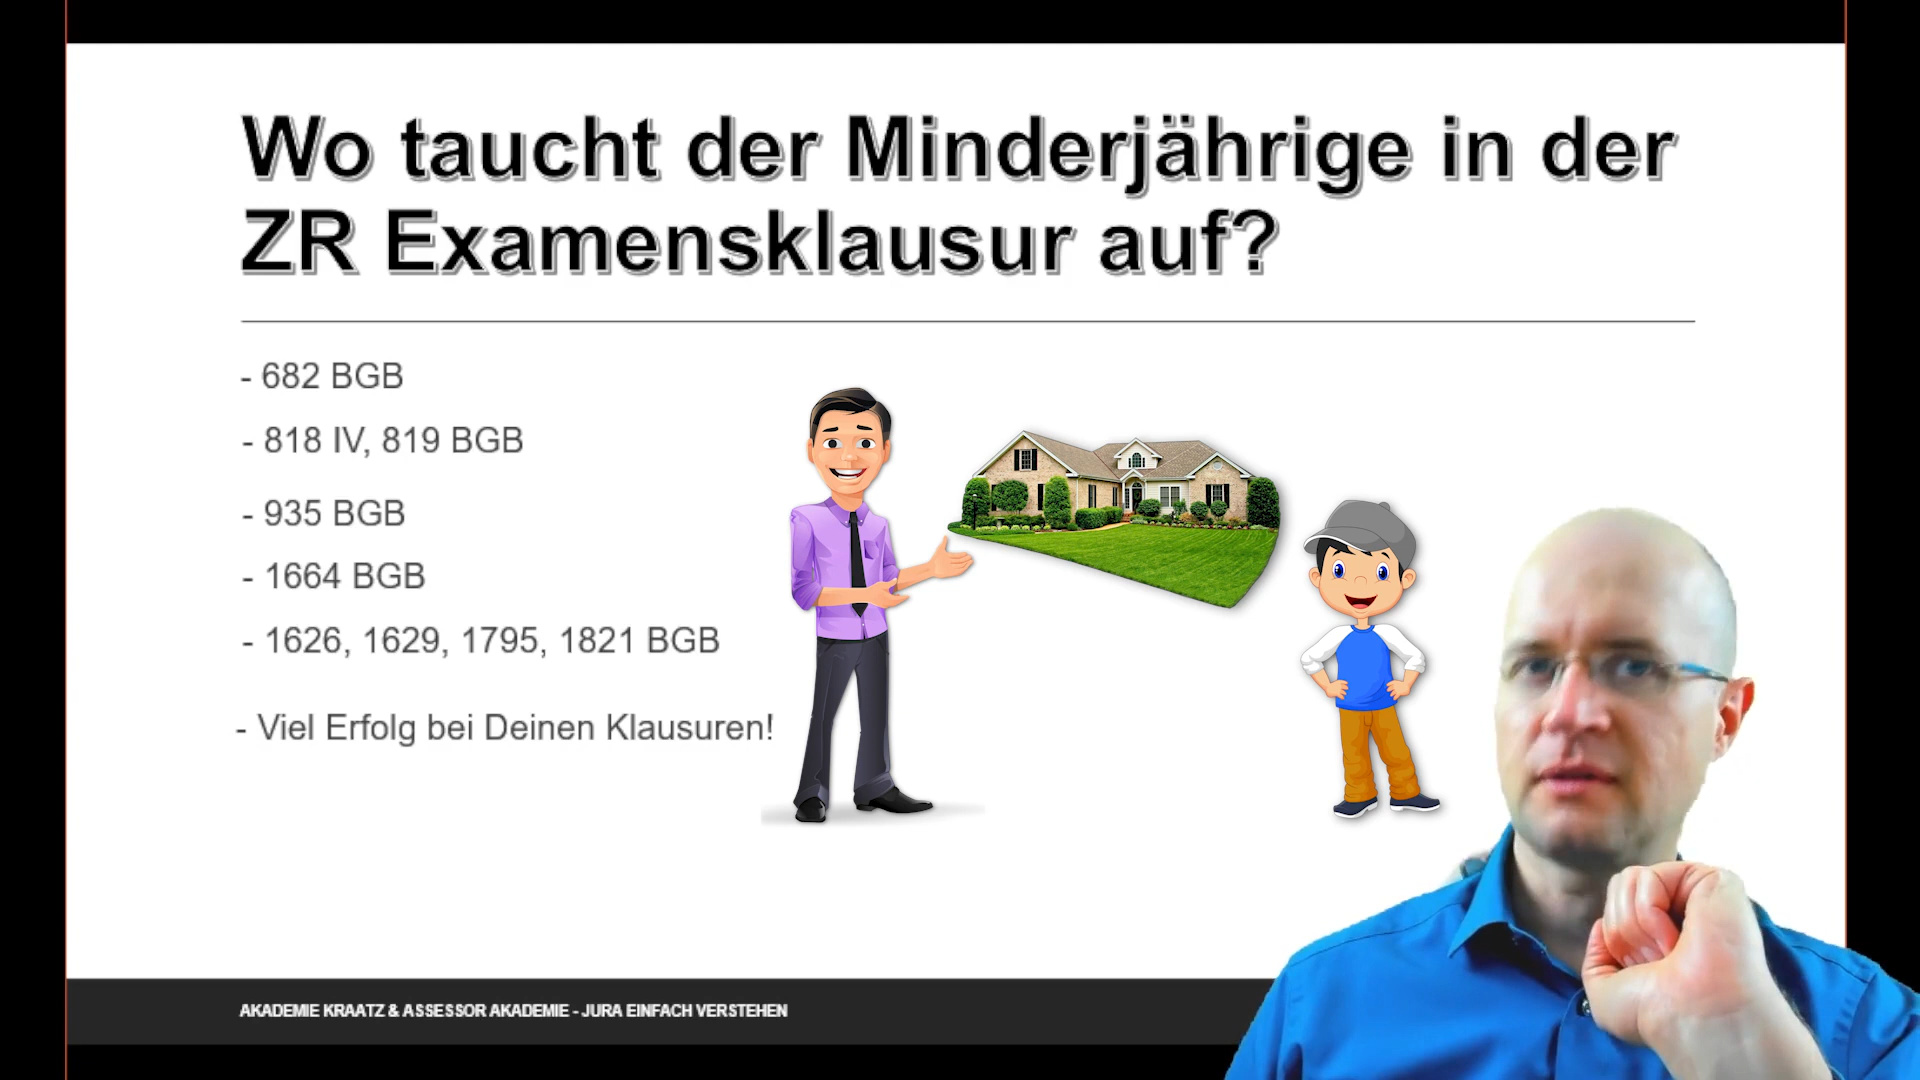 Wo taucht der Minderjährige in der
ZR Examensklausur auf?
- 682 BGB
- 818 IV, 819 BGB
- 935 BGB
- 1664 BGB
- 1626, 1629, 1795, 1821 BGB
- Viel Erfolg bei Deinen Klausuren!
AKADEMIE KRAATZ & ASSESSOR AKADEMIE - JURA EINFACH VERSTEHEN